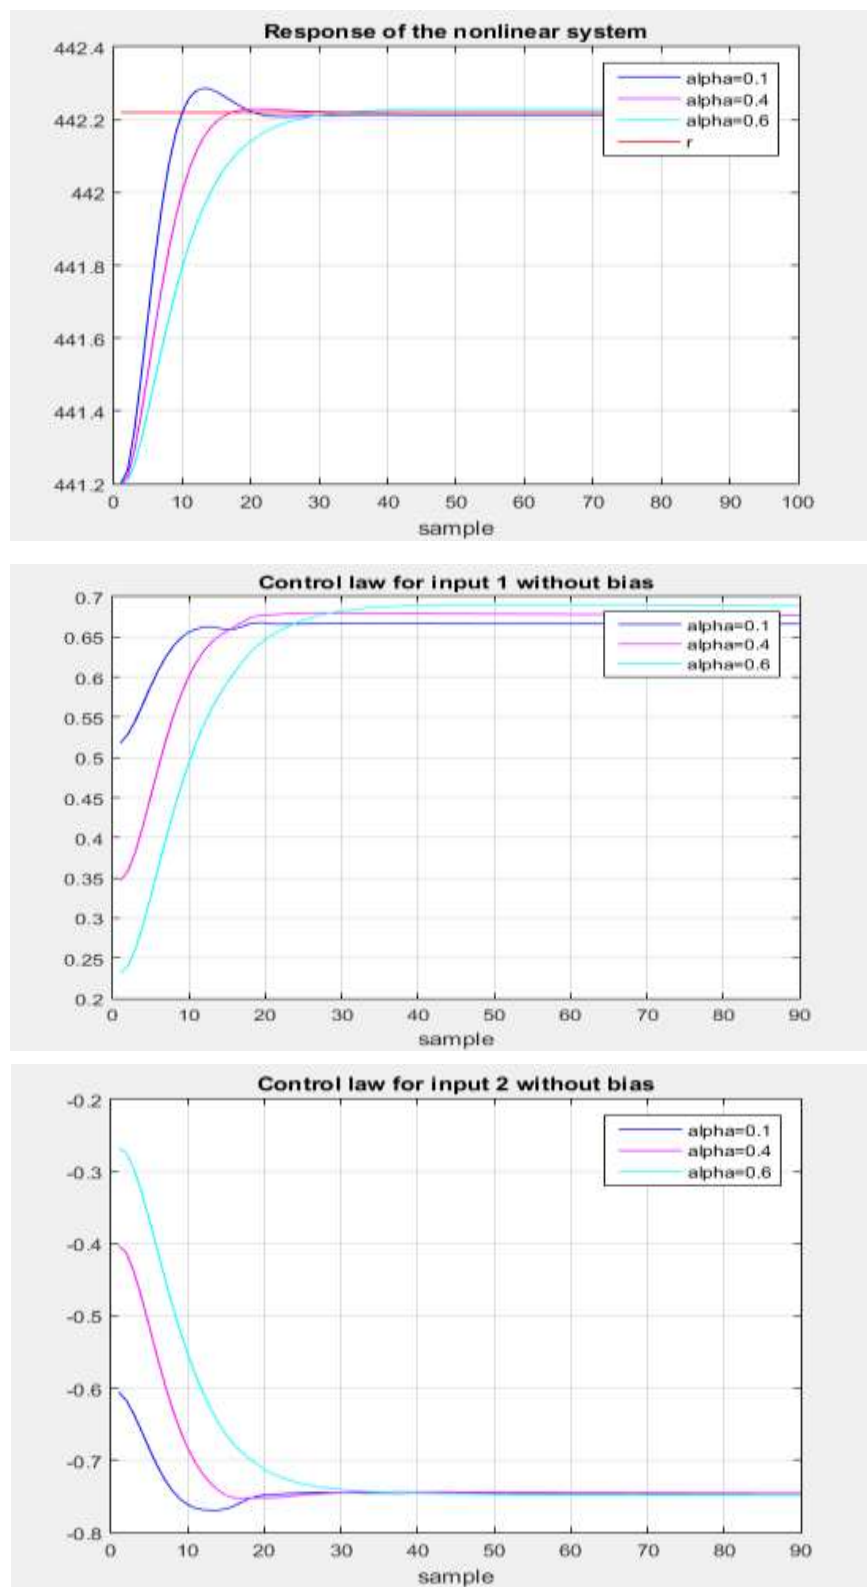 Response of the nonlinear system
442.4
442.2
442
441.8
441.6
441.4
441.2
alpha=0.1
alpha=0.4
alpha=0.6
r
0 10 20 30 40 50 60 70 80 90 100
sample
Control law for input 1 without bias
0.7
0.65
0.6
0.55
0.5
0.45
0.4
0.35
0.3
0.25
0.2
alpha=0.1
alpha=0.4
alpha=0.6
0 10 20 30 40 50 60 70 80 90
sample
Control law for input 2 without bias
-0.2
-0.3
-0.4
-0.5
-0.6
-0.7
-0.8
alpha=0.1
alpha=0.4
alpha=0.6
0 10 20 30 40 50 60 70 80 90
sample